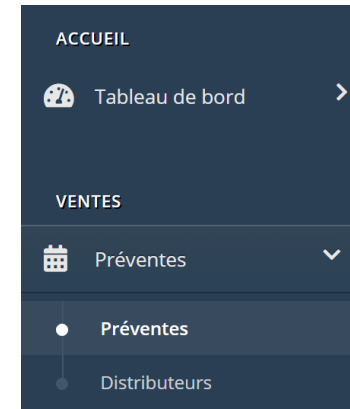 ACCUEIL
Tableau de bord
VENTES
Préventes
Préventes
Distributeurs